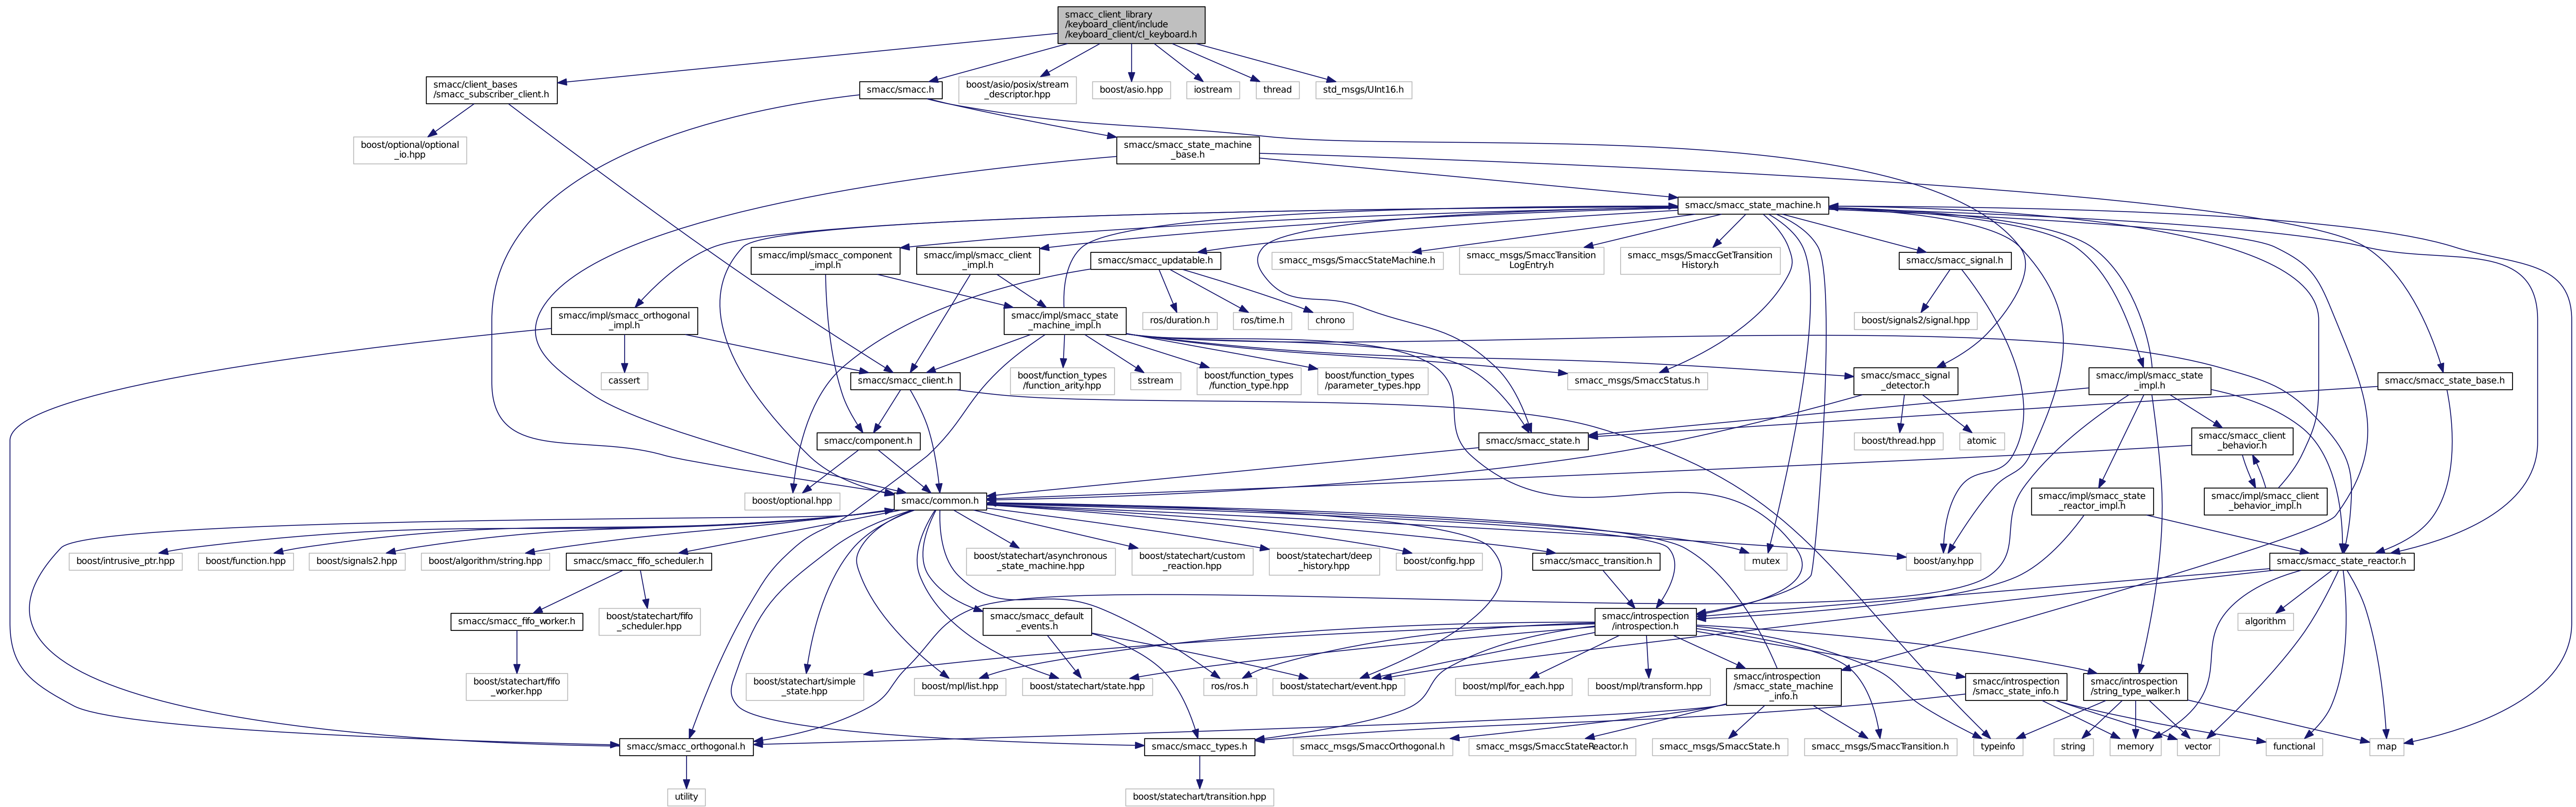 smacc_client_library
/keyboard_client/include
/keyboard_client/cl_keyboard.h
smacc/client_bases
/smacc_subscriber_client.h
smacc/smacc.h
boost/asio/posix/stream
_descriptor.hpp
boost/asio.hpp
iostream
thread
std_msgs/UInt16.h
boost/optional/optional
_io.hpp
smacc/smacc_state_machine
_base.h
smacc/smacc_state_machine.h
smacc/impl/smacc_component
_impl.h
smacc/impl/smacc_client
_impl.h
smacc/smacc_updatable.h
smacc_msgs/SmaccStateMachine.h
smacc_msgs/SmaccTransition
LogEntry.h
smacc_msgs/SmaccGetTransition
History.h
smacc/smacc_signal.h
smacc/impl/smacc_orthogonal
_impl.h
smacc/impl/smacc_state
_machine_impl.h
ros/duration.h
ros/time.h
chrono
boost/signals2/signal.hpp
cassert
smacc/smacc_client.h
boost/function_types
/function_arity.hpp
sstream
boost/function_types
/function_type.hpp
boost/function_types
/parameter_types.hpp
smacc_msgs/SmaccStatus.h
smacc/smacc_signal
_detector.h
smacc/impl/smacc_state
_impl.h
smacc/smacc_state_base.h
smacc/component.h
smacc/smacc_state.h
boost/thread.hpp
atomic
smacc/smacc_client
_behavior.h
boost/optional.hpp
smacc/common.h
smacc/impl/smacc_state
_reactor_impl.h
smacc/impl/smacc_client
_behavior_impl.h
boost/intrusive_ptr.hpp
boost/function.hpp
boost/signals2.hpp
boost/algorithm/string.hpp
smacc/smacc_fifo_scheduler.h
boost/statechart/asynchronous
_state_machine.hpp
boost/statechart/custom
_reaction.hpp
boost/statechart/deep
_history.hpp
boost/config.hpp
smacc/smacc_transition.h
mutex
boost/any.hpp
smacc/smacc_state_reactor.h
smacc/smacc_fifo_worker.h
boost/statechart/fifo
_scheduler.hpp
smacc/smacc_default
_events.h
smacc/introspection
/introspection.h
algorithm
boost/statechart/fifo
_worker.hpp
boost/statechart/simple
_state.hpp
boost/mpl/list.hpp
boost/statechart/state.hpp
ros/ros.h
boost/statechart/event.hpp
boost/mpl/for_each.hpp
boost/mpl/transform.hpp
smacc/introspection
/smacc_state_machine
_info.h
smacc/introspection
/smacc_state_info.h
smacc/introspection
/string_type_walker.h
smacc/smacc_orthogonal.h
smacc/smacc_types.h
smacc_msgs/SmaccOrthogonal.h
smacc_msgs/SmaccStateReactor.h
smacc_msgs/SmaccState.h
smacc_msgs/SmaccTransition.h
typeinfo
string
memory
vector
functional
map
utility
boost/statechart/transition.hpp